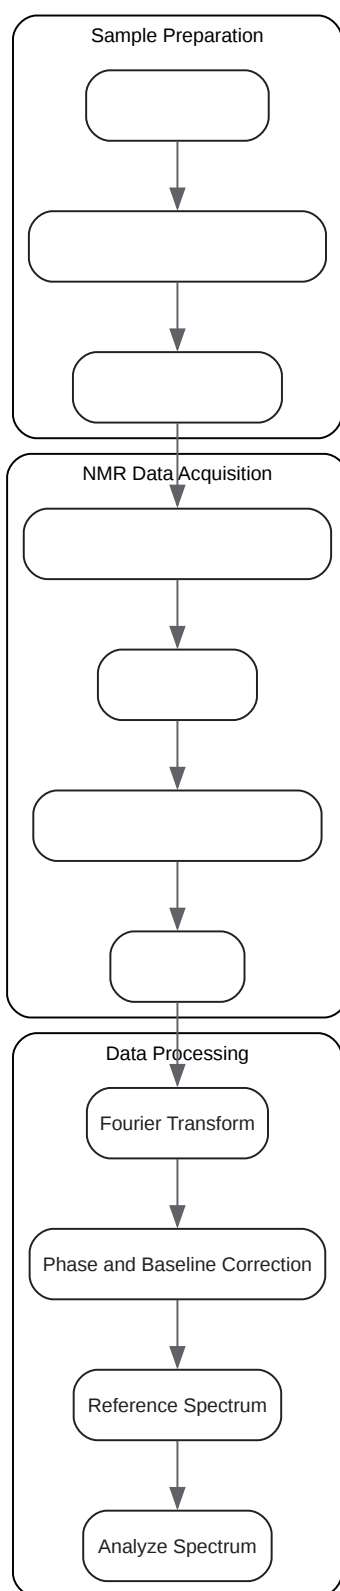 Sample Preparation
NMR Data Acquisition
Data Processing
Fourier Transform
Phase and Baseline Correction
Reference Spectrum
Analyze Spectrum